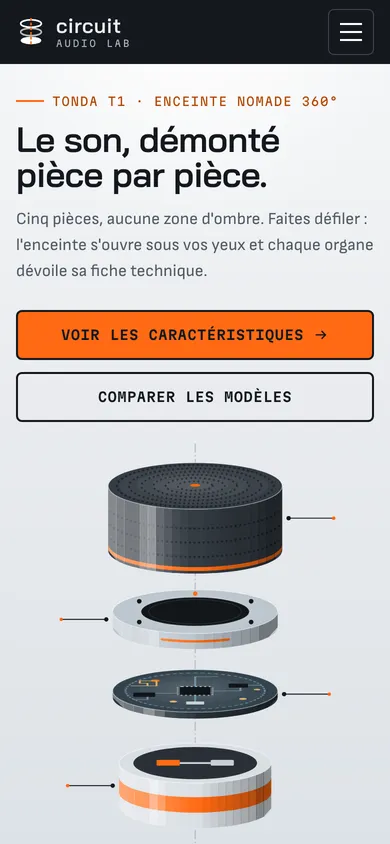 circuit
AUDIO LAB
TONDA T1 · ENCEINTE NOMADE 360°
Le son, démonté
pièce par pièce.
Cinq pièces, aucune zone d'ombre. Faites défiler :
l'enceinte s'ouvre sous vos yeux et chaque organe
dévoile sa fiche technique.
VOIR LES CARACTÉRISTIQUES →
COMPARER LES MODÈLES